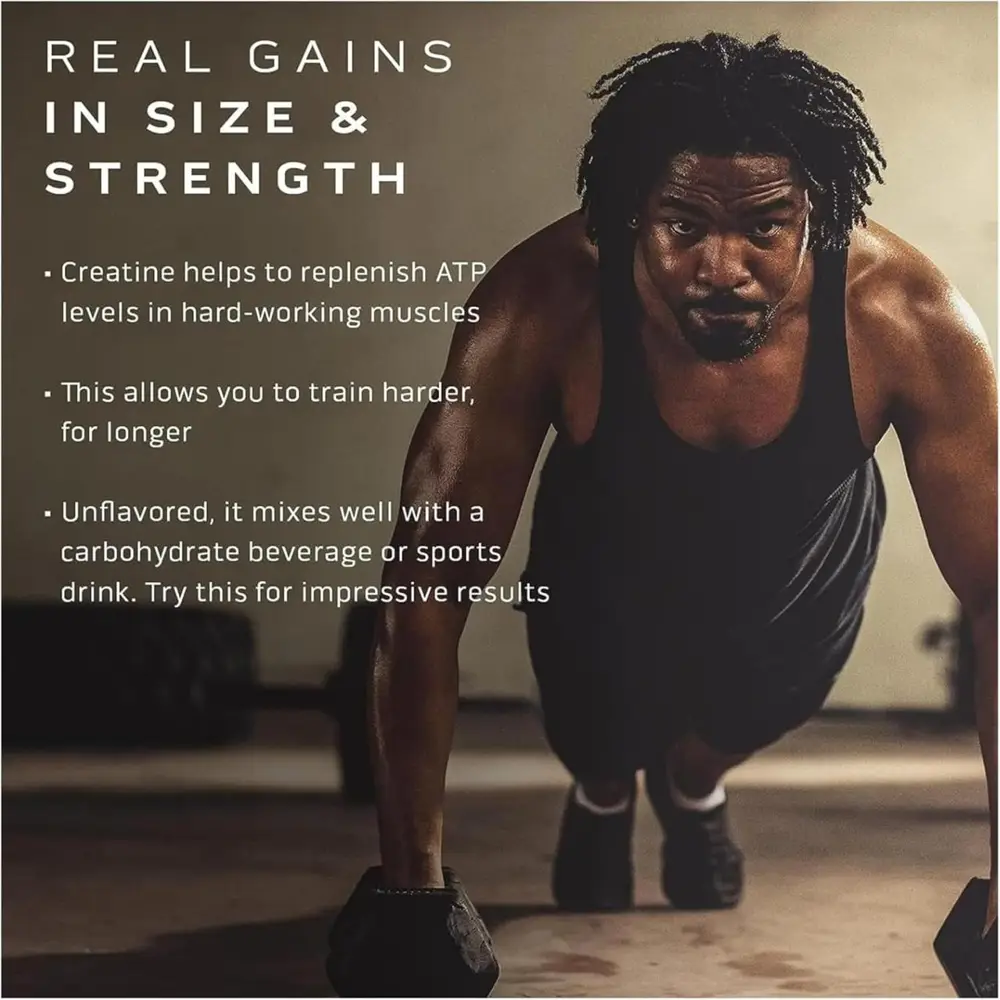 REAL GAINS
IN SIZE &
STRENGTH
· Creatine helps to replenish ATP
levels in hard-working muscles
· This allows you to train harder,
for longer
· Unflavored, it mixes well with a
carbohydrate beverage or sports
drink. Try this for impressive results